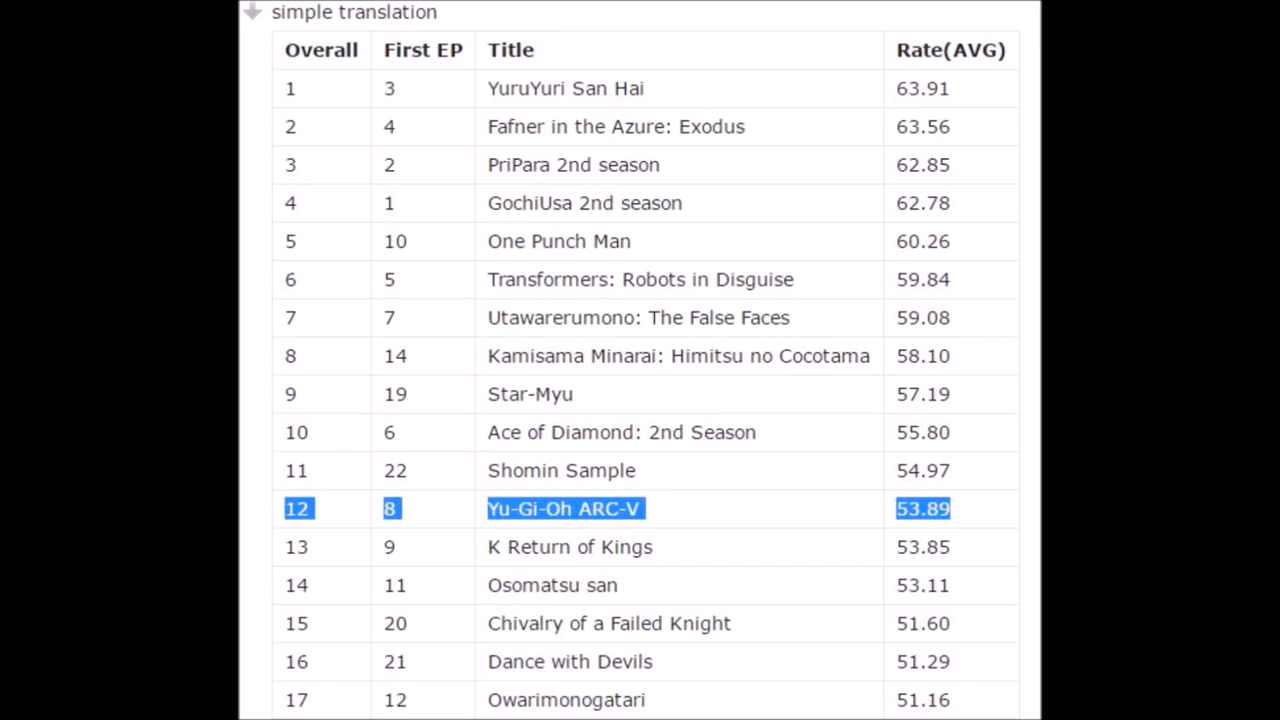 simple translation
Overall First EP Title Rate(AVG)
1 3 YuruYuri San Hai 63.91
2 4 Fafner in the Azure: Exodus 63.56
3 2 PriPara 2nd season 62.85
4 1 GochiUsa 2nd season 62.78
5 10 One Punch Man 60.26
6 5 Transformers: Robots in Disguise 59.84
7 7 Utawarerumono: The False Faces 59.08
8 14 Kamisama Minarai: Himitsu no Cocotama 58.10
9 19 Star-Myu 57.19
10 6 Ace of Diamond: 2nd Season 55.80
11 22 Shomin Sample 54.97
12 8 Yu-Gi-Oh ARC-V 53.89
13 9 K Return of Kings 53.85
14 11 Osomatsu san 53.11
15 20 Chivalry of a Failed Knight 51.60
16 21 Dance with Devils 51.29
17 12 Owarimonogatari 51.16